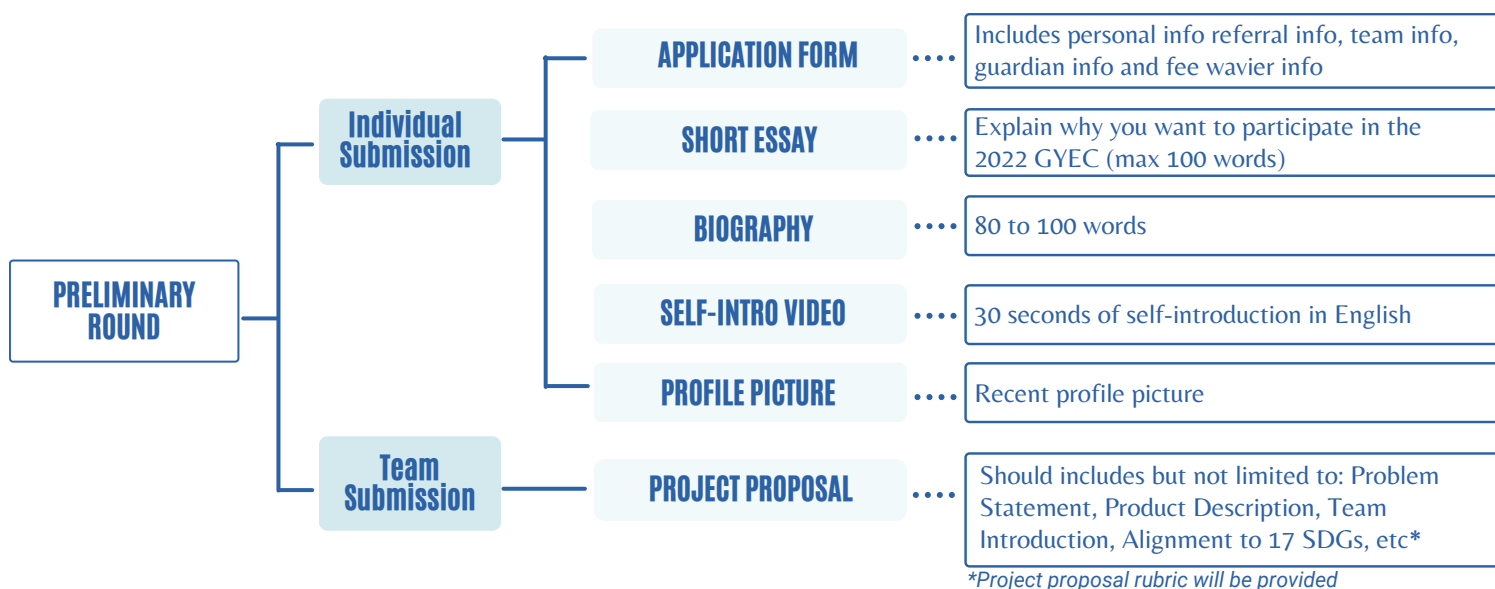 PRELIMINARY
ROUND
Individual
Submission
APPLICATION FORM
Includes personal info referral info, team info,
guardian info and fee wavier info
SHORT ESSAY
Explain why you want to participate in the
2022 GYEC (max 100 words)
BIOGRAPHY
80 to 100 words
SELF-INTRO VIDEO
30 seconds of self-introduction in English
PROFILE PICTURE
Recent profile picture
Team
Submission
PROJECT PROPOSAL
Should includes but not limited to: Problem
Statement, Product Description, Team
Introduction, Alignment to 17 SDGs, etc*
*Project proposal rubric will be provided